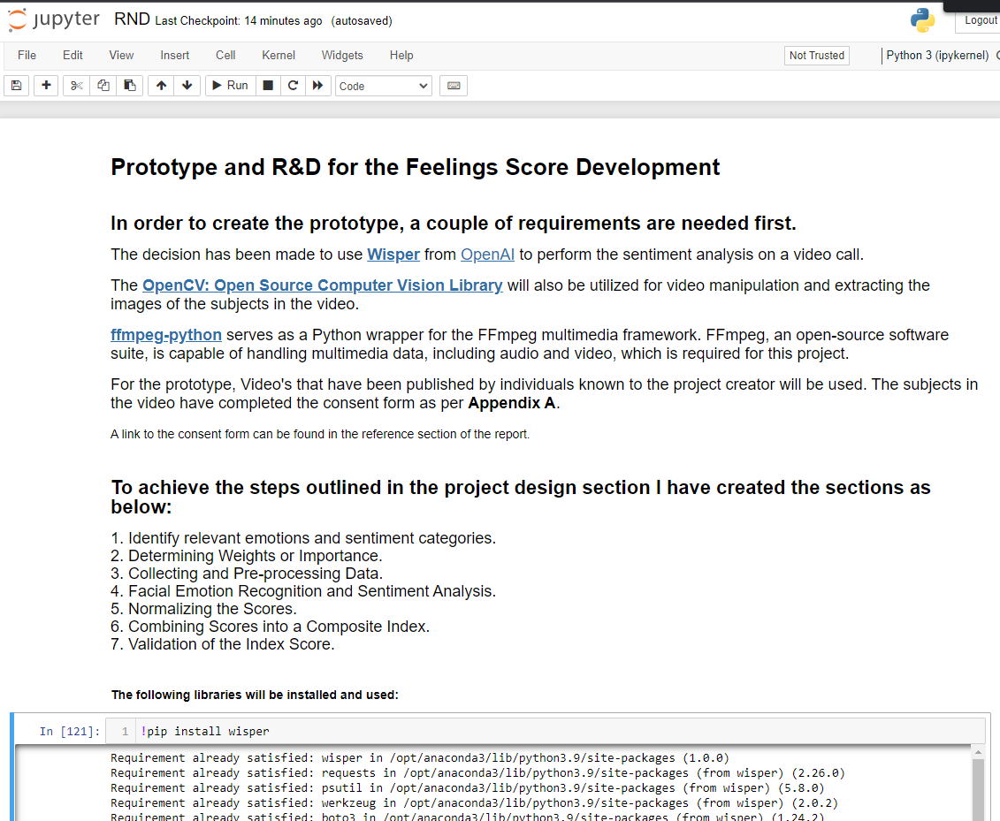 jupyter RND Last Checkpoint: 14 minutes ago (autosaved)
Logout
File Edit View Insert Cell Kernel Widgets Help
Not Trusted
Python 3 (ipykernel)
Run
Code
Prototype and R&D for the Feelings Score Development
In order to create the prototype, a couple of requirements are needed first.
The decision has been made to use Wisper from OpenAI to perform the sentiment analysis on a video call.
The OpenCV: Open Source Computer Vision Library will also be utilized for video manipulation and extracting the
images of the subjects in the video.
ffmpeg-python serves as a Python wrapper for the FFmpeg multimedia framework. FFmpeg, an open-source software
suite, is capable of handling multimedia data, including audio and video, which is required for this project.
For the prototype, Video's that have been published by individuals known to the project creator will be used. The subjects in
the video have completed the consent form as per Appendix A.
A link to the consent form can be found in the reference section of the report.
To achieve the steps outlined in the project design section I have created the sections as
below:
1. Identify relevant emotions and sentiment categories.
2. Determining Weights or Importance.
3. Collecting and Pre-processing Data.
4. Facial Emotion Recognition and Sentiment Analysis.
5. Normalizing the Scores.
6. Combining Scores into a Composite Index.
7. Validation of the Index Score.
The following libraries will be installed and used:
In [121]: 1 !pip install wisper
Requirement already satisfied: wisper in /opt/anaconda3/lib/python3.9/site-packages (1.0.0)
Requirement already satisfied: requests in /opt/anaconda3/lib/python3.9/site-packages (from wisper) (2.26.0)
Requirement already satisfied: psutil in /opt/anaconda3/lib/python3.9/site-packages (from wisper) (5.8.0)
Requirement already satisfied: werkzeug in /opt/anaconda3/lib/python3.9/site-packages (from wisper) (2.0.2)
Requirement already satisfied: boto3 in /opt/anaconda3/lib/python3.9/site-packages (from wisper) (1.24.2)